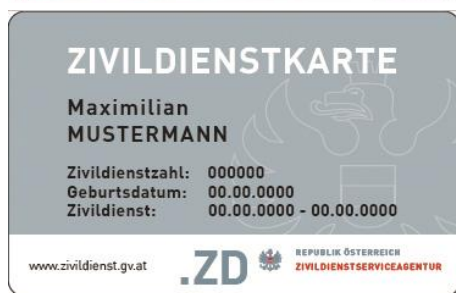 ZIVILDIENSTKARTE
Maximilian
MUSTERMANN
Zivildienstzahl: 000000
Geburtsdatum: 00.00.0000
Zivildienst: 00.00.0000 - 00.00.0000
www.zivildienst.gv.at
.ZD
REPUBLIK ÖSTERREICH
ZIVILDIENSTSERVICEAGENTUR